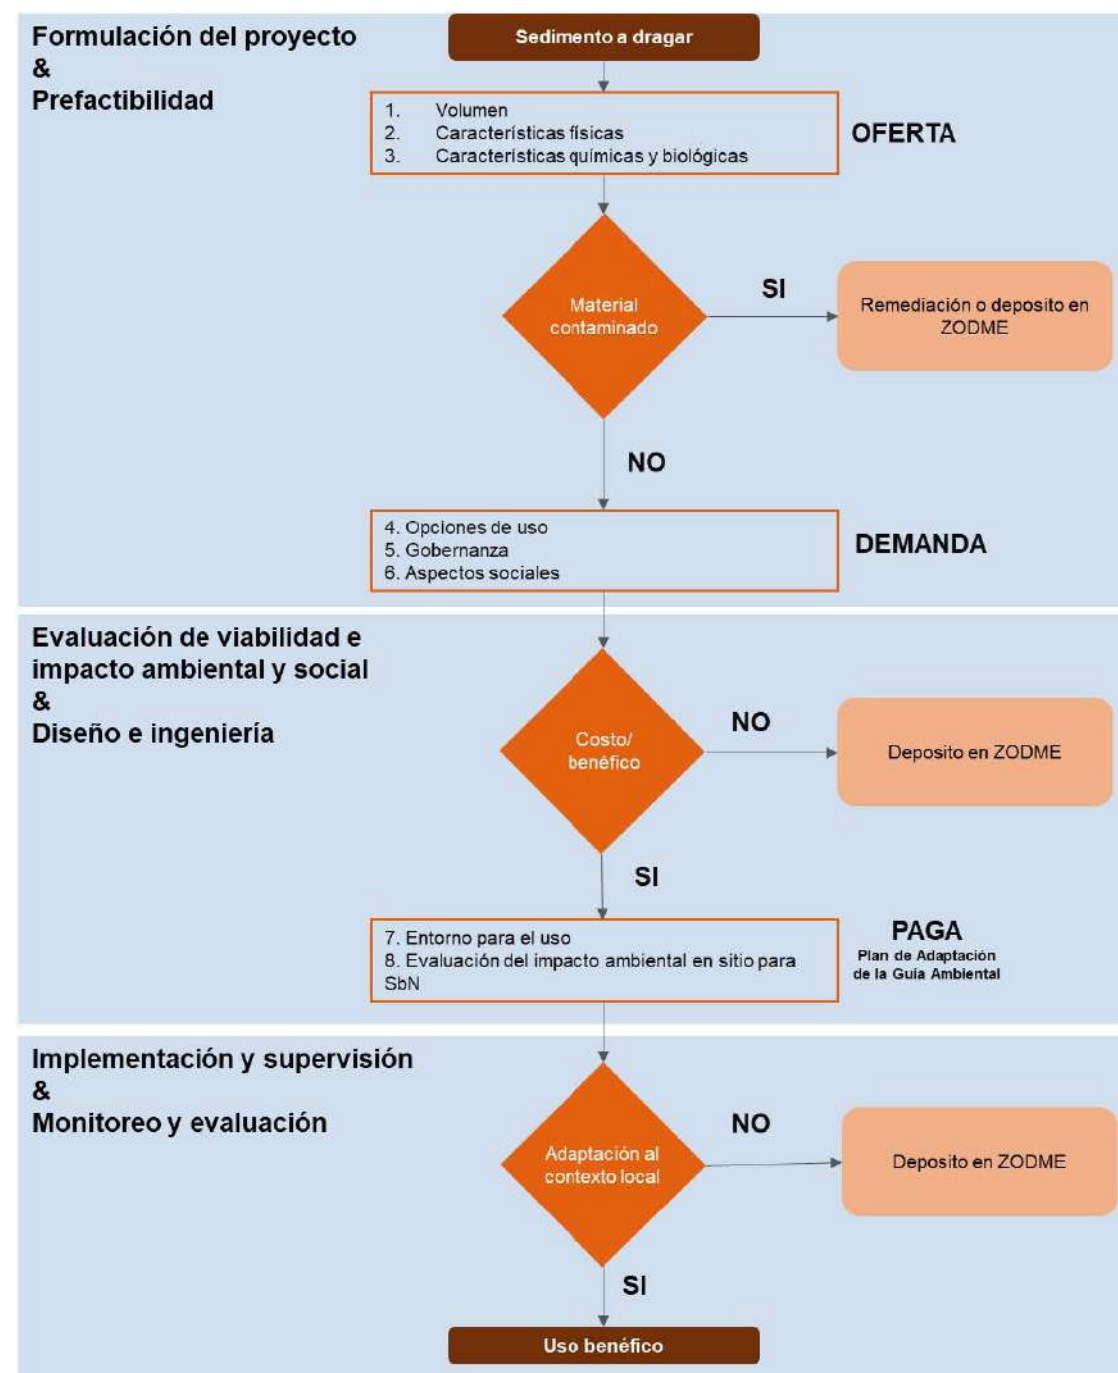 Formulación del proyecto
&
Prefactibilidad
Sedimento a dragar
1. Volumen
2. Características físicas
3. Características químicas y biológicas
OFERTA
Material
contaminado
SI
Remediación o deposito en
ZODME
NO
4. Opciones de uso
5. Gobernanza
6. Aspectos sociales
DEMANDA
Evaluación de viabilidad e
impacto ambiental y social
&
Diseño e ingeniería
Costo/
benéfico
NO
Deposito en ZODME
SI
7. Entorno para el uso
8. Evaluación del impacto ambiental en sitio para
SbN
PAGA
Plan de Adaptación
de la Guía Ambiental
Implementación y supervisión
&
Monitoreo y evaluación
Adaptación al
contexto local
NO
Deposito en ZODME
SI
Uso benéfico